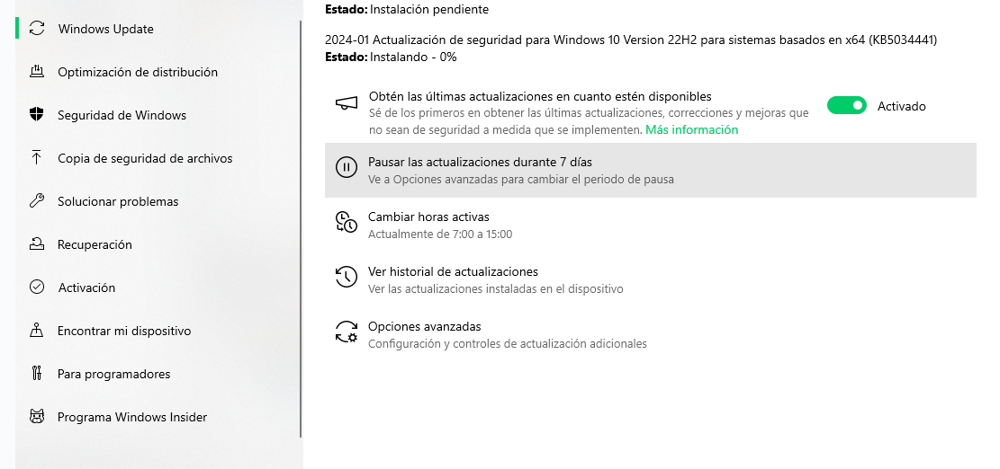 Windows Update
Optimización de distribución
Seguridad de Windows
Copia de seguridad de archivos
Solucionar problemas
Recuperación
Activación
Encontrar mi dispositivo
Para programadores
Programa Windows Insider
Estado: Instalación pendiente
2024-01 Actualización de seguridad para Windows 10 Version 22H2 para sistemas basados en x64 (KB5034441)
Estado: Instalando - 0%
Obtén las últimas actualizaciones en cuanto estén disponibles
Sé de los primeros en obtener las últimas actualizaciones, correcciones y mejoras que
no sean de seguridad a medida que se implementen. Más información
Activado
Pausar las actualizaciones durante 7 días
Ve a Opciones avanzadas para cambiar el periodo de pausa
Cambiar horas activas
Actualmente de 7:00 a 15:00
Ver historial de actualizaciones
Ver las actualizaciones instaladas en el dispositivo
Opciones avanzadas
Configuración y controles de actualización adicionales